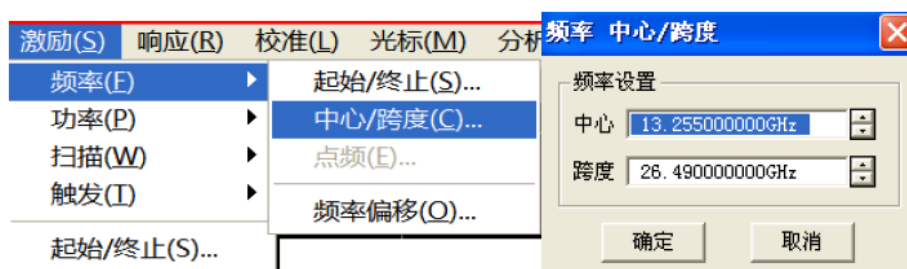 激励(S) 响应(R) 校准(L) 光标(M) 分析
频率(F)
功率(P)
扫描(W)
触发(T)
起始/终止(S)...
起始/终止(S)...
中心/跨度(C)...
点频(E)...
频率偏移(O)...
频率 中心/跨度
频率设置
中心 13.255000000GHz
跨度 26.490000000GHz
确定 取消